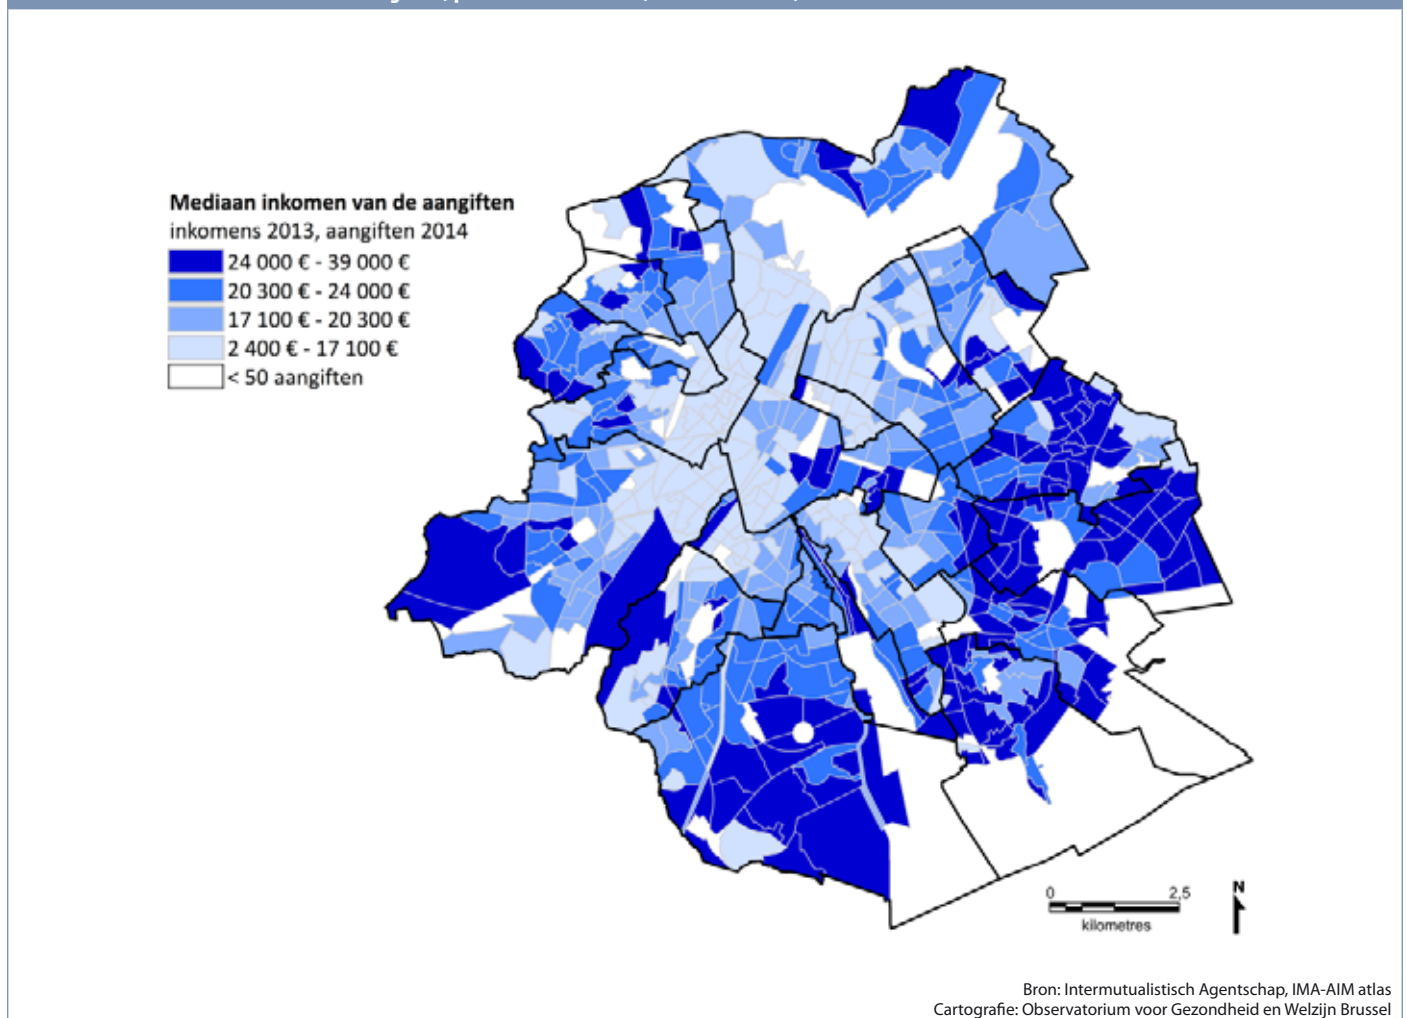 Mediaan inkomen van de aangiften
inkomens 2013, aangiften 2014
24 000 € - 39 000 €
20 300 € - 24 000 €
17 100 € - 20 300 €
2 400 € - 17 100 €
< 50 aangiften
0 2,5
kilometres
N
Bron: Intermutualistisch Agentschap, IMA-AIM atlas
Cartografie: Observatorium voor Gezondheid en Welzijn Brussel